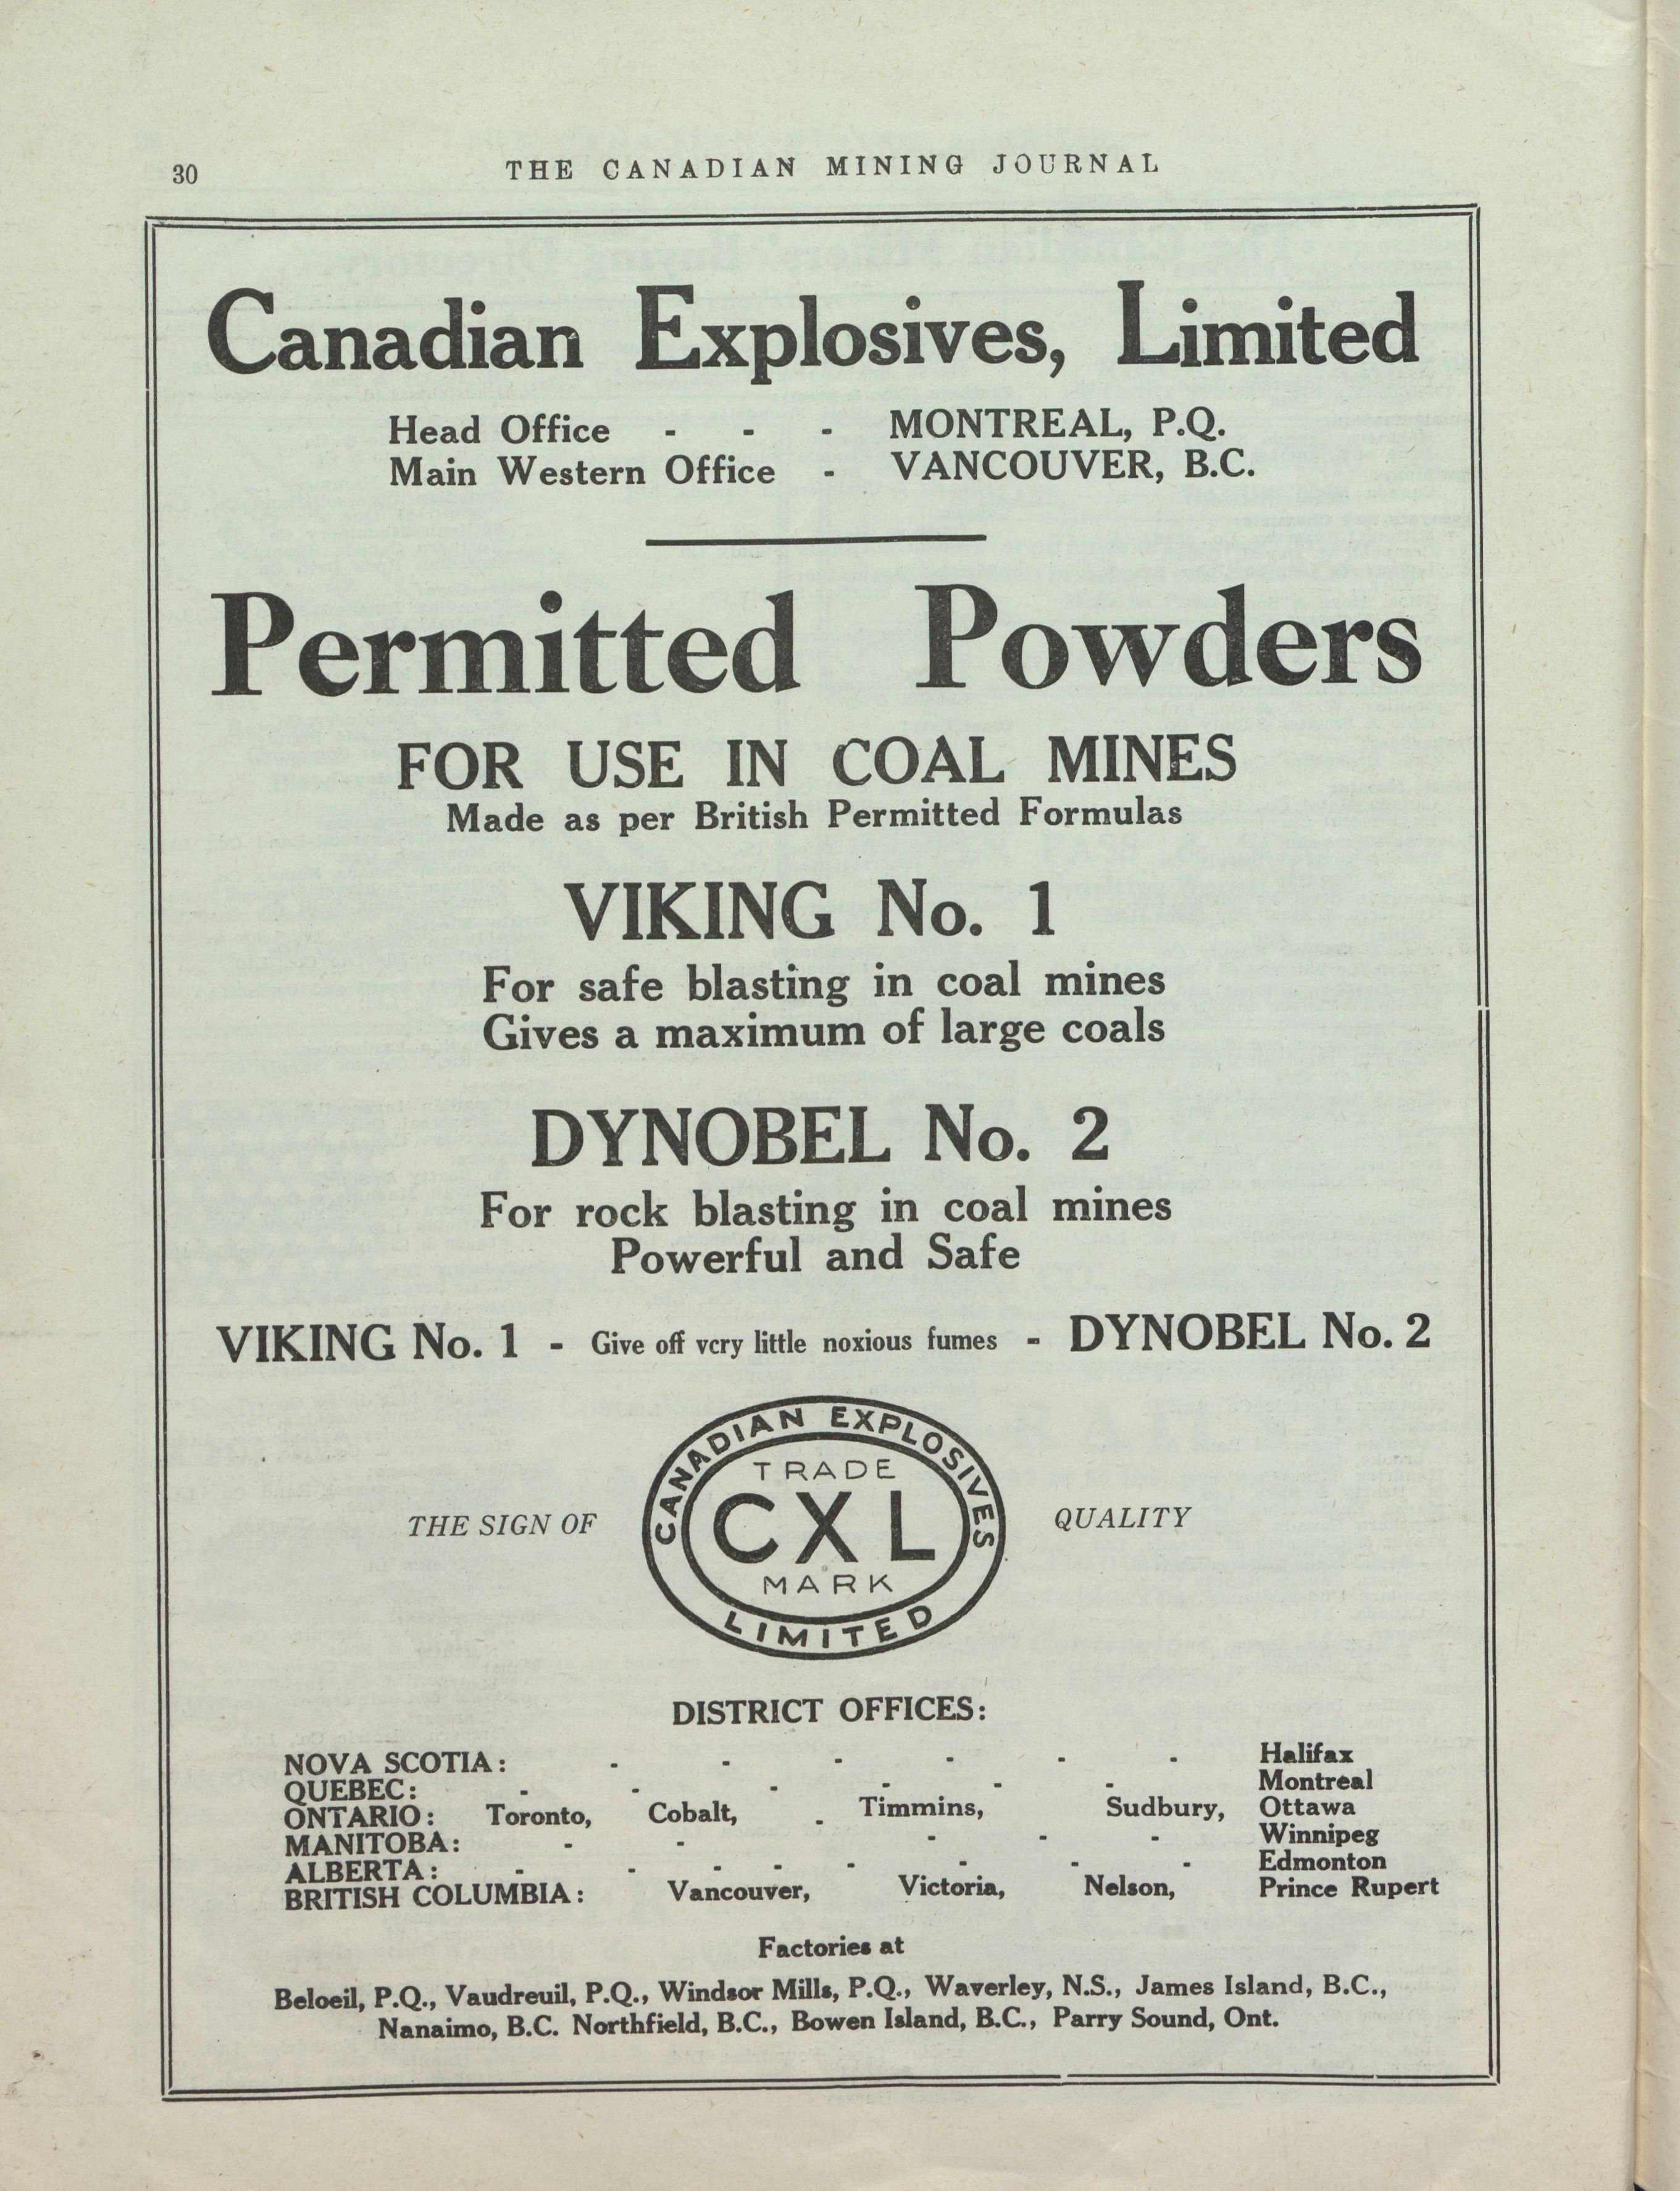 30
THE CANADIAN MINING JOURNAL
Canadian Explosives, Limited
Head Office - - - MONTREAL, P.Q.
Main Western Office - VANCOUVER, B.C.
Permitted Powders
FOR USE IN COAL MINES
Made as per British Permitted Formulas
VIKING No. 1
For safe blasting in coal mines
Gives a maximum of large coals
DYNOBEL No. 2
For rock blasting in coal mines
Powerful and Safe
VIKING No. 1 - Give off vcry little noxious fumes - DYNOBEL No. 2
CANADIAN EXPLOSIVES
TRADE
THE SIGN OF CXL QUALITY
MARK
LIMITED
DISTRICT OFFICES:
NOVA SCOTIA: - - - - - - Halifax
QUEBEC: - - - - - - Montreal
ONTARIO: Toronto, Cobalt, - Timmins, Sudbury, Ottawa
MANITOBA: - - - - - Winnipeg
ALBERTA: - - - - - - - - Edmonton
BRITISH COLUMBIA: Vancouver, Victoria, Nelson, Prince Rupert
Factories at
Beloeil, P.Q., Vaudreuil, P.Q., Windsor Mills, P.Q., Waverley, N.S., James Island, B.C.,
Nanaimo, B.C. Northfield, B.C., Bowen Island, B.C., Parry Sound, Ont.